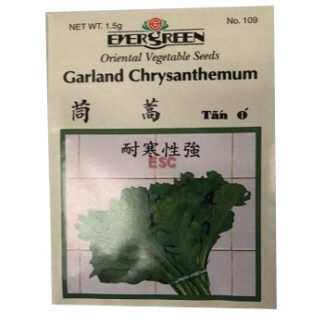 NET WT. 1.5g No. 109
EVERGREEN
Oriental Vegetable Seeds
Garland Chrysanthemum
茼蒿 Tần Ố
耐寒性強
ESC